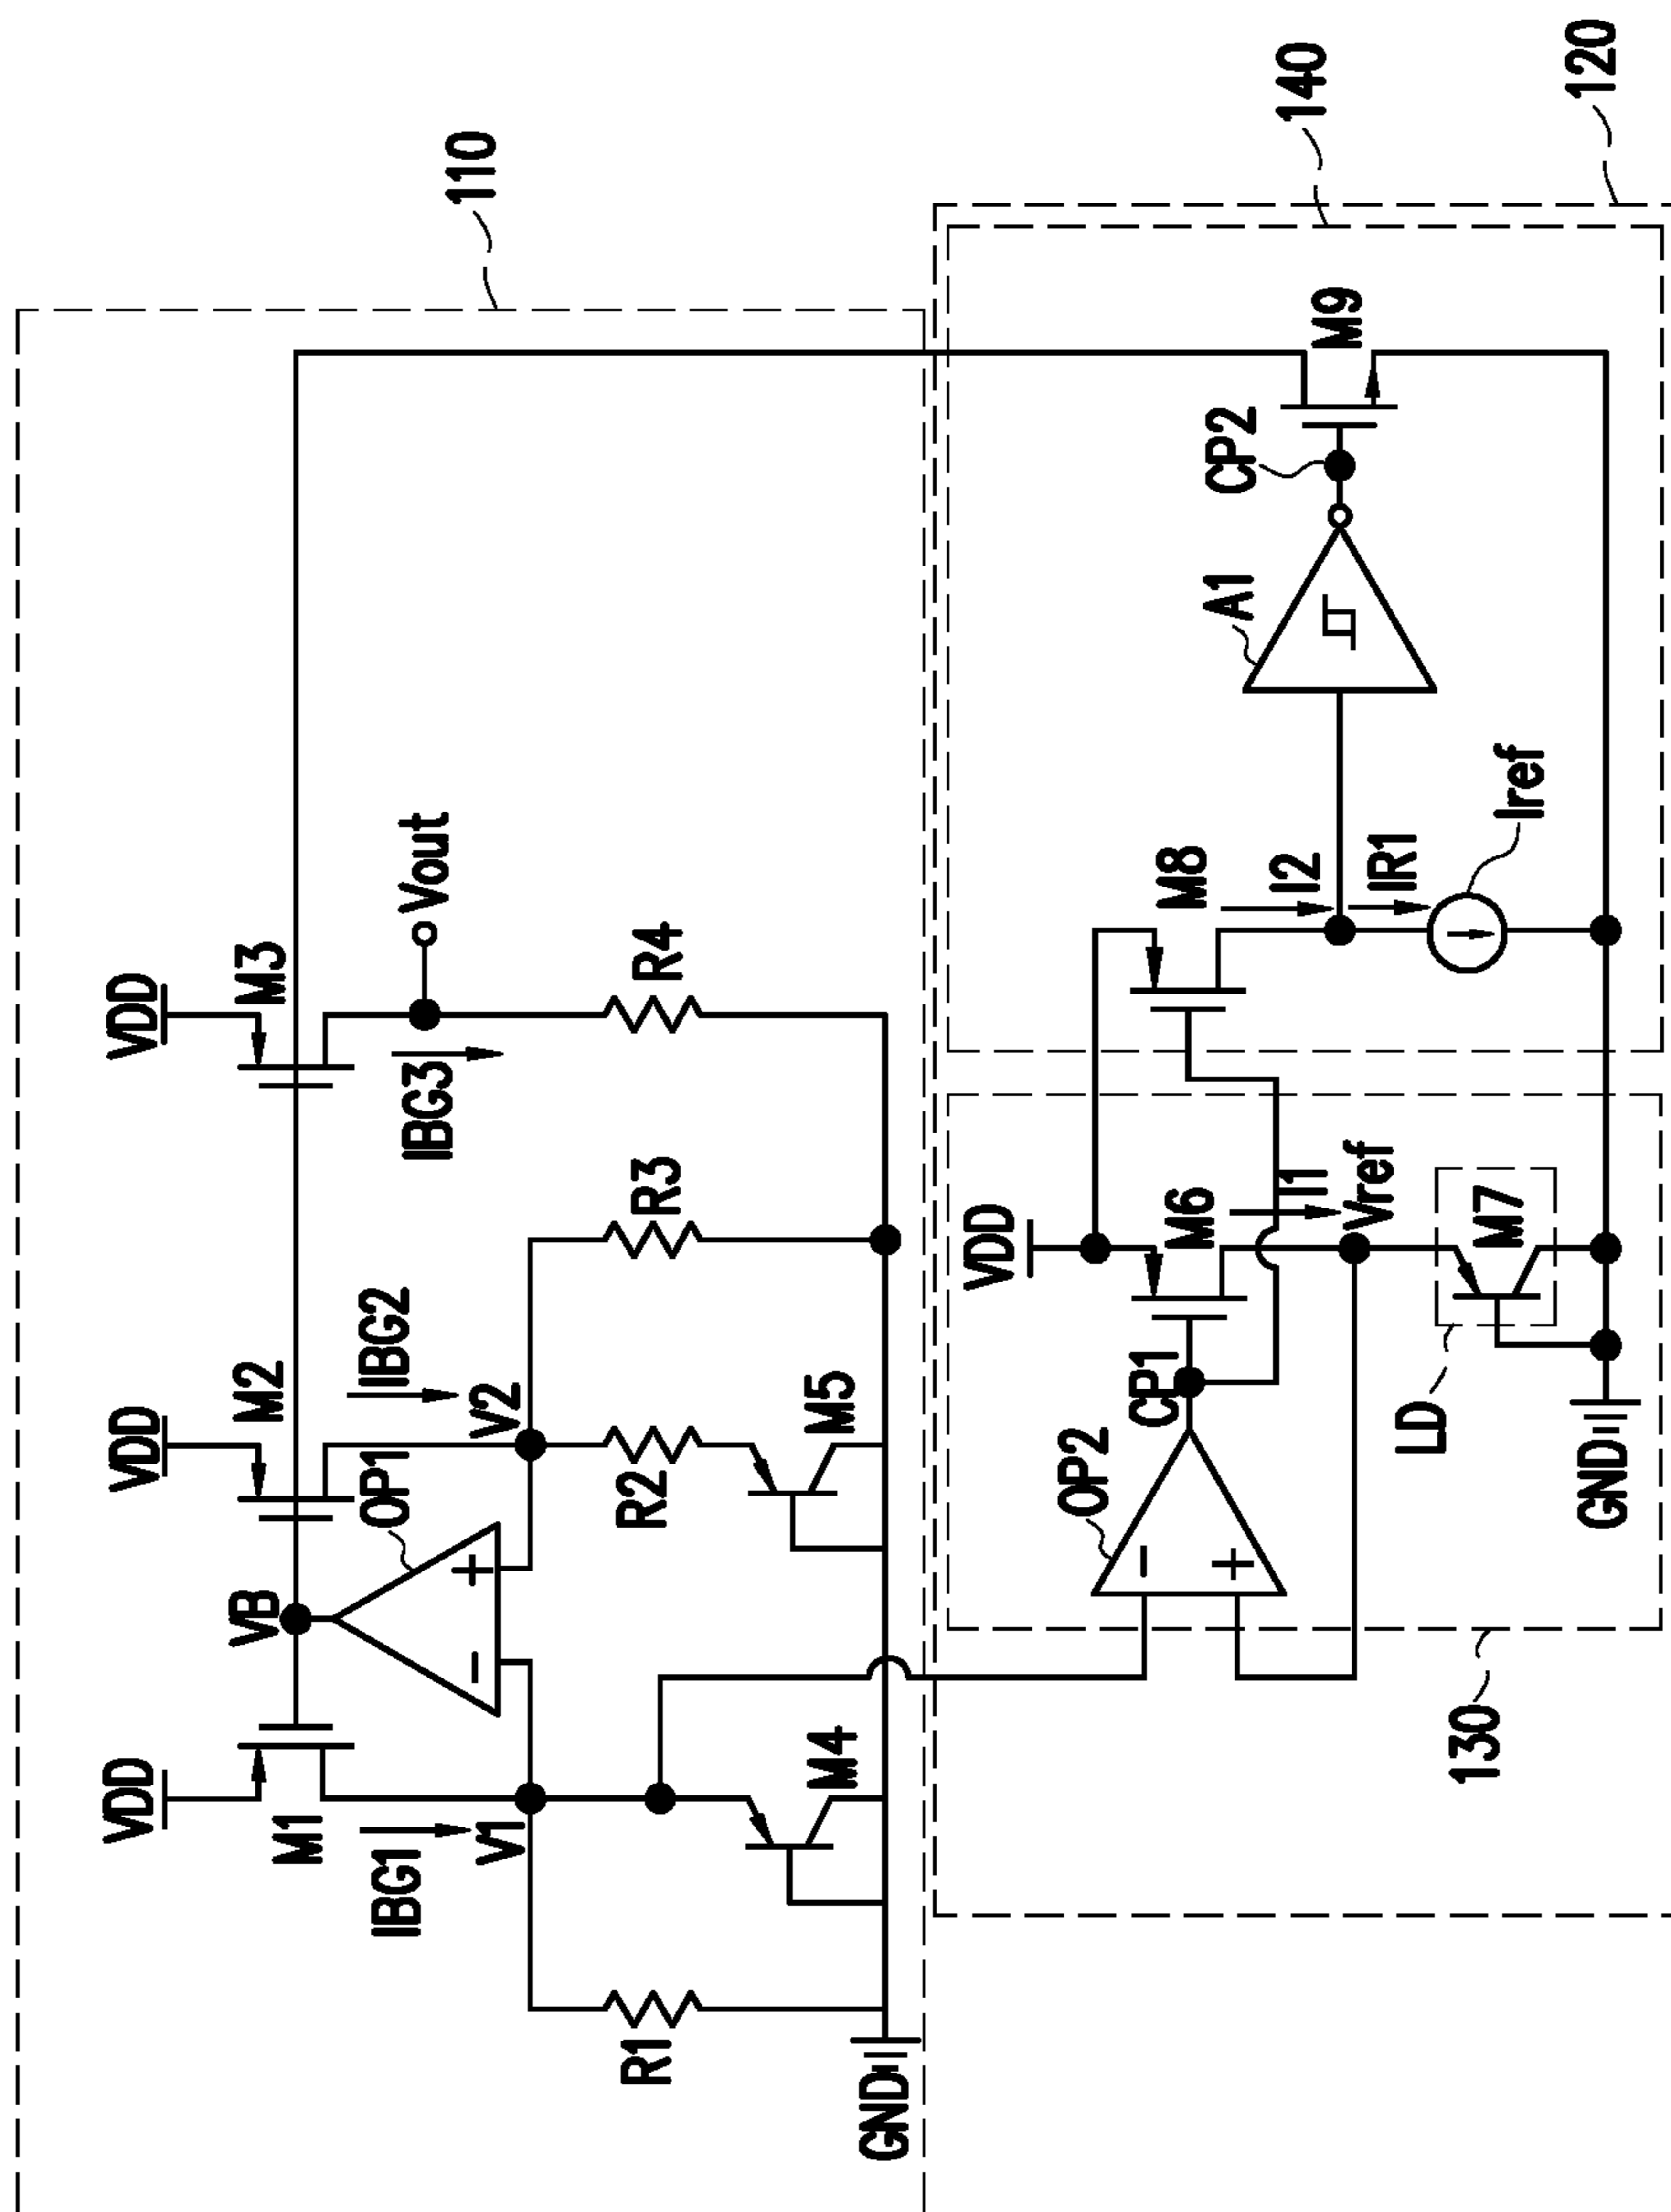 110
VDD
VDD
VDD
M1
M2
M3
VB
OP1
-
+
IBG1
IBG2
IBG3
Vout
V1
V2
R1
R2
R3
R4
M4
M5
GND
120
130
140
VDD
OP2
-
+
CP1
M6
M8
I1
I2
Vref
IR1
Iref
A1
CP2
M9
LD
M7
GND